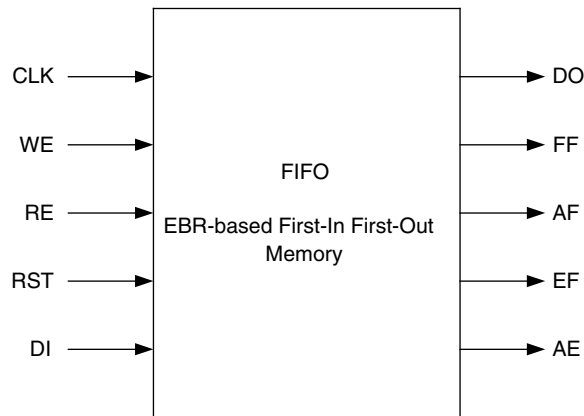 CLK
WE
RE
RST
DI
FIFO
EBR-based First-In First-Out
Memory
DO
FF
AF
EF
AE